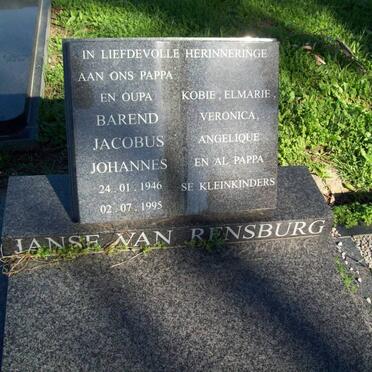 IN LIEFDEVOLLE HERINNERINGE
AAN ONS PAPPA
EN OUPA
BAREND
JACOBUS
JOHANNES
24.01.1946
02.07.1995
KOBIE, ELMARIE,
VERONICA,
ANGELIQUE
EN AL PAPPA
SE KLEINKINDERS
JANSE VAN RENSBURG